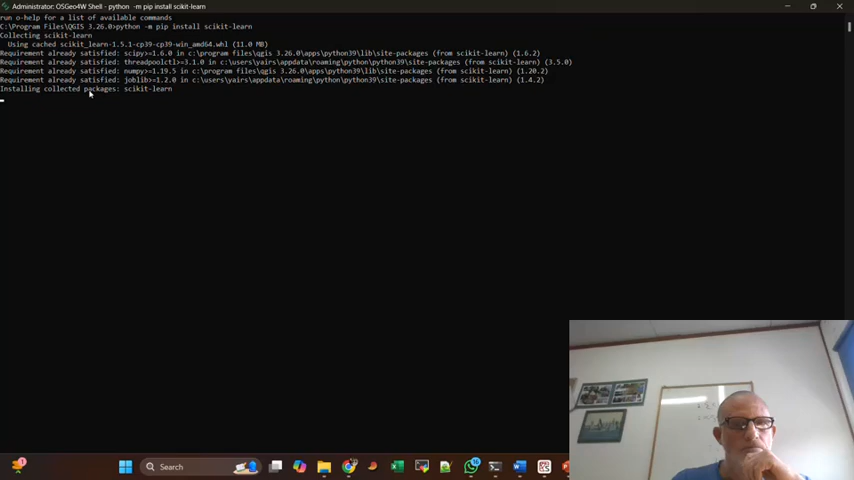 Administrator: OSGeo4W Shell - python -m pip install scikit-learn
run o-help for a list of available commands
C:\Program Files\QGIS 3.26.0>python -m pip install scikit-learn
Collecting scikit-learn
Using cached scikit_learn-1.5.1-cp39-cp39-win_amd64.whl (11.0 MB)
Requirement already satisfied: scipy>=1.6.0 in c:\program files\qgis 3.26.0\apps\python39\lib\site-packages (from scikit-learn) (1.6.2)
Requirement already satisfied: threadpoolctl>=3.1.0 in c:\users\yairs\appdata\roaming\python\python39\site-packages (from scikit-learn) (3.5.0)
Requirement already satisfied: numpy>=1.19.5 in c:\program files\qgis 3.26.0\apps\python39\lib\site-packages (from scikit-learn) (1.20.2)
Requirement already satisfied: joblib>=1.2.0 in c:\users\yairs\appdata\roaming\python\python39\site-packages (from scikit-learn) (1.4.2)
Installing collected packages: scikit-learn
Search